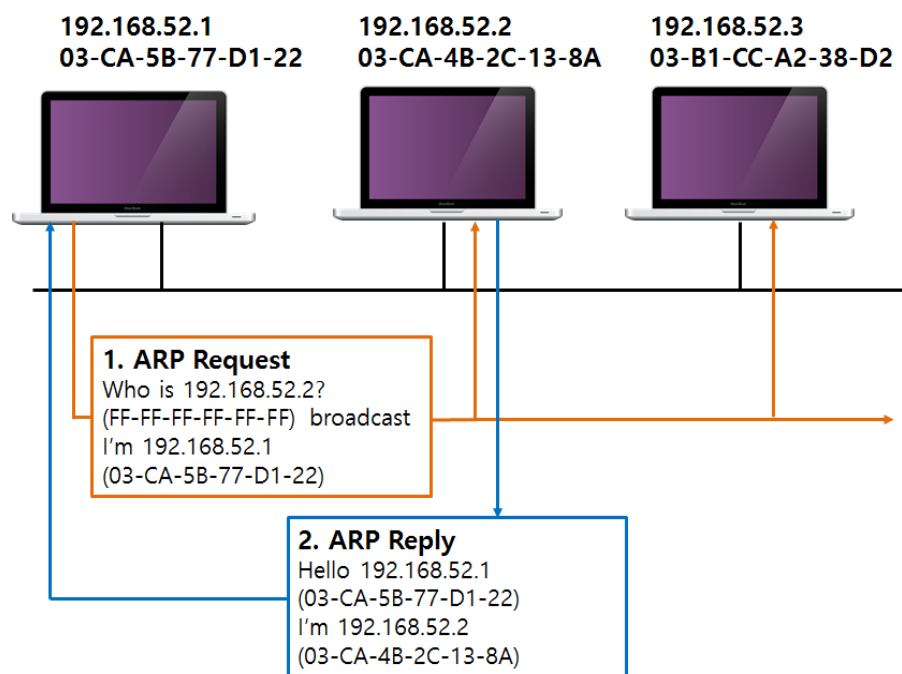 192.168.52.1
03-CA-5B-77-D1-22
192.168.52.2
03-CA-4B-2C-13-8A
192.168.52.3
03-B1-CC-A2-38-D2
1. ARP Request
Who is 192.168.52.2?
(FF-FF-FF-FF-FF-FF) broadcast
I'm 192.168.52.1
(03-CA-5B-77-D1-22)
2. ARP Reply
Hello 192.168.52.1
(03-CA-5B-77-D1-22)
I'm 192.168.52.2
(03-CA-4B-2C-13-8A)